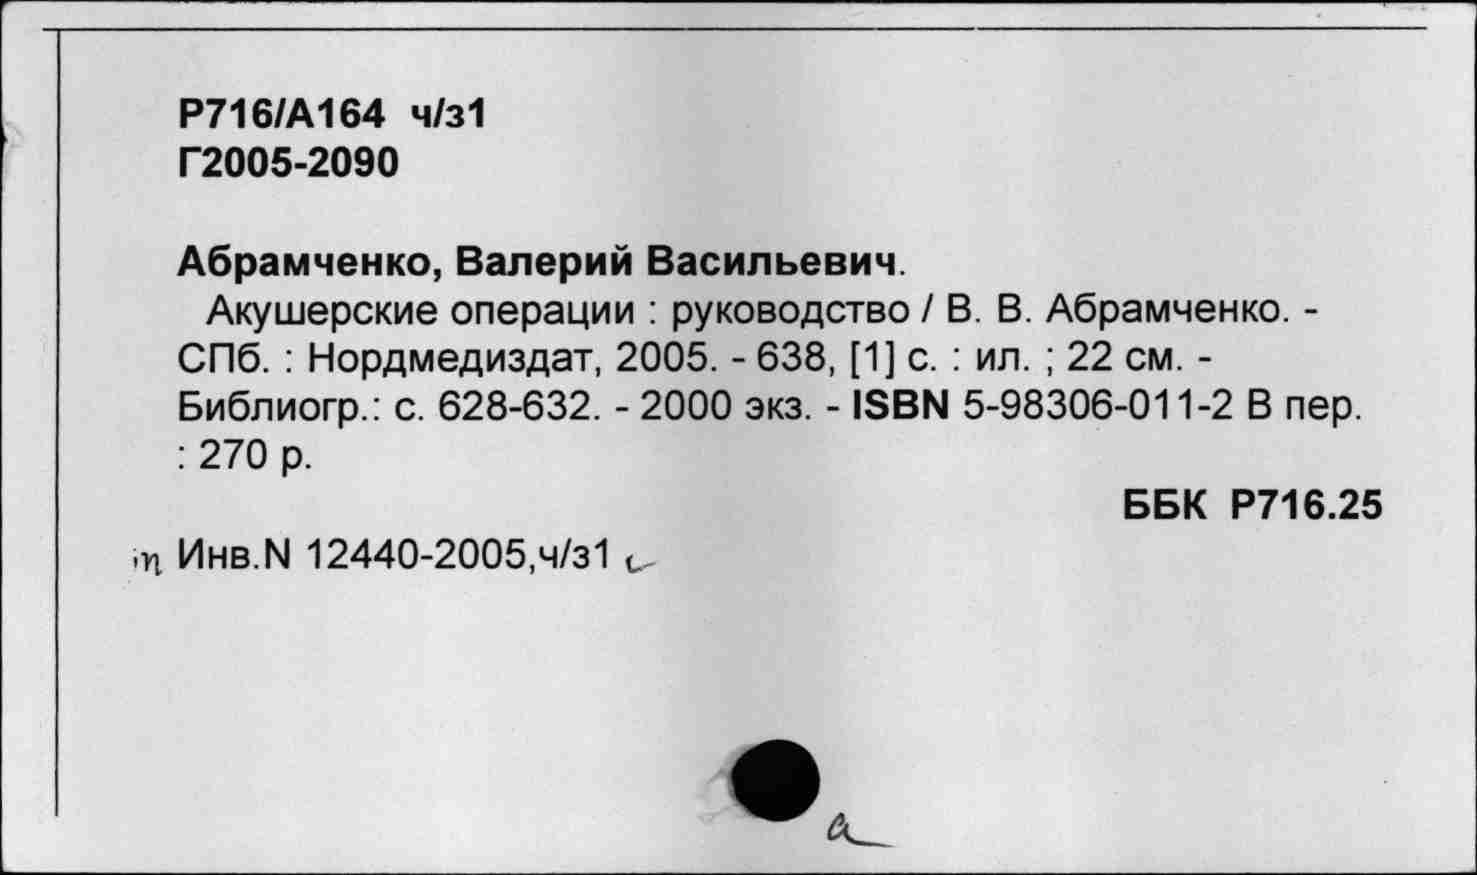 Р716/А164 ч/з1
Г2005-2090
Абрамченко, Валерий Васильевич.
Акушерские операции : руководство / В. В. Абрамченко. -
СПб. : Нордмедиздат, 2005. - 638, [1] с. : ил. ; 22 см. -
Библиогр.: с. 628-632. - 2000 экз. - ISBN 5-98306-011-2 В пер.
: 270 р.
ББК Р716.25
Инв.N 12440-2005,ч/з1
а